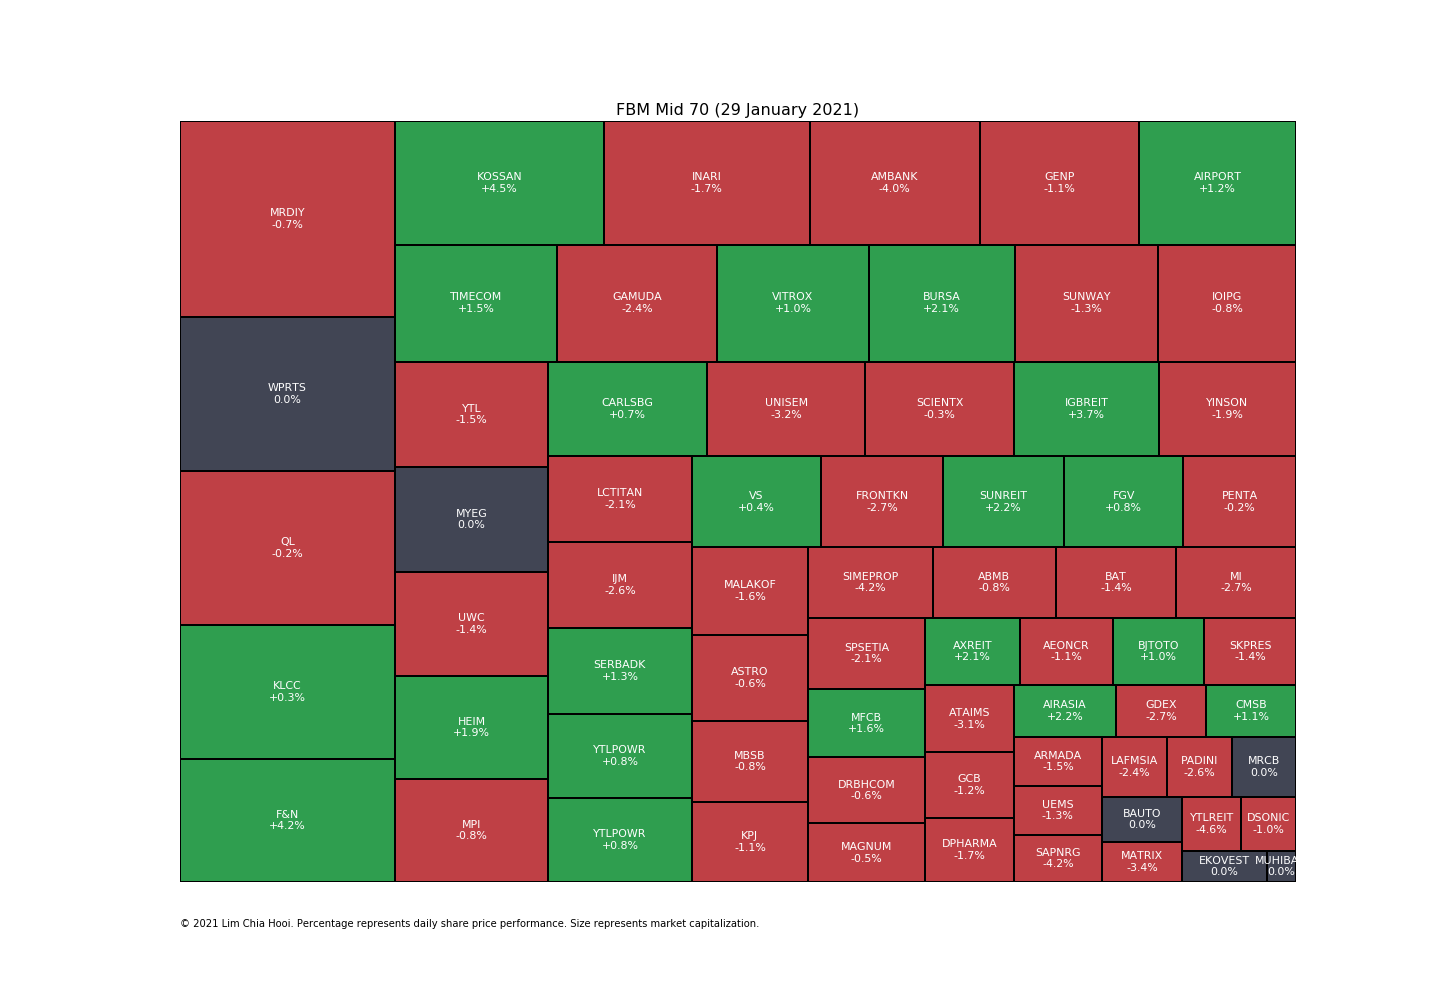 FBM Mid 70 (29 January 2021)
MRDIY
-0.7%
WPRTS
0.0%
QL
-0.2%
KLCC
+0.3%
F&N
+4.2%
KOSSAN
+4.5%
INARI
-1.7%
AMBANK
-4.0%
GENP
-1.1%
AIRPORT
+1.2%
TIMECOM
+1.5%
GAMUDA
-2.4%
VITROX
+1.0%
BURSA
+2.1%
SUNWAY
-1.3%
IOIPG
-0.8%
YTL
-1.5%
MYEG
0.0%
UWC
-1.4%
HEIM
+1.9%
MPI
-0.8%
CARLSBG
+0.7%
UNISEM
-3.2%
SCIENTX
-0.3%
IGBREIT
+3.7%
YINSON
-1.9%
LCTITAN
-2.1%
IJM
-2.6%
SERBADK
+1.3%
YTLPOWR
+0.8%
YTLPOWR
+0.8%
VS
+0.4%
FRONTKN
-2.7%
SUNREIT
+2.2%
FGV
+0.8%
PENTA
-0.2%
MALAKOF
-1.6%
ASTRO
-0.6%
MBSB
-0.8%
KPJ
-1.1%
SIMEPROP
-4.2%
ABMB
-0.8%
BAT
-1.4%
MI
-2.7%
SPSETIA
-2.1%
MFCB
+1.6%
DRBHCOM
-0.6%
MAGNUM
-0.5%
AXREIT
+2.1%
AEONCR
-1.1%
BJTOTO
+1.0%
SKPRES
-1.4%
ATAIMS
-3.1%
GCB
-1.2%
DPHARMA
-1.7%
AIRASIA
+2.2%
GDEX
-2.7%
CMSB
+1.1%
ARMADA
-1.5%
UEMS
-1.3%
SAPNRG
-4.2%
LAFMSIA
-2.4%
PADINI
-2.6%
MRCB
0.0%
BAUTO
0.0%
MATRIX
-3.4%
YTLREIT
-4.6%
DSONIC
-1.0%
EKOVEST
0.0%
MUHIBA
0.0%
© 2021 Lim Chia Hooi. Percentage represents daily share price performance. Size represents market capitalization.